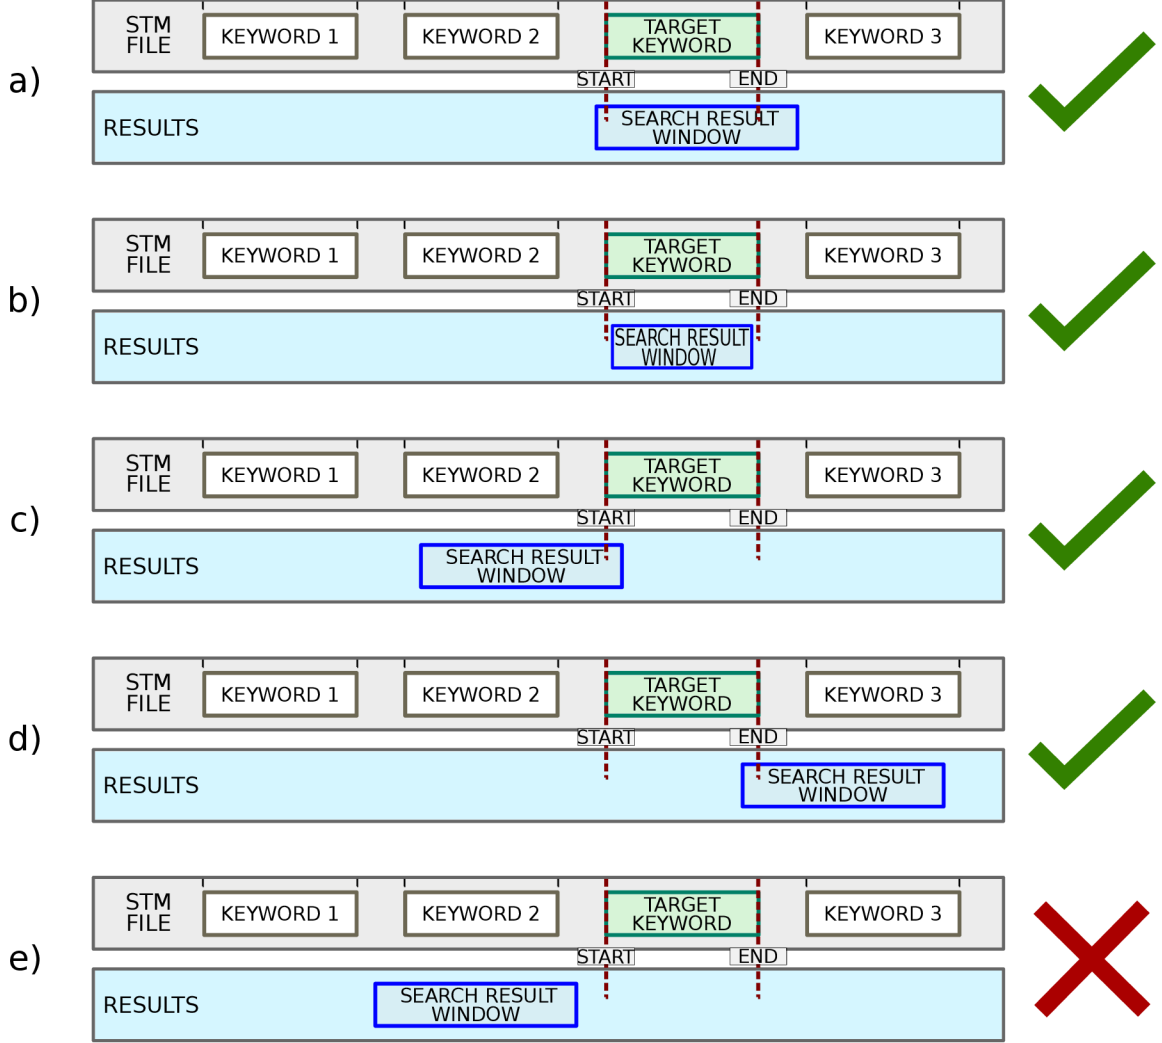 a)
STM
FILE
KEYWORD 1
KEYWORD 2
TARGET
KEYWORD
KEYWORD 3
START
END
RESULTS
SEARCH RESULT
WINDOW
b)
STM
FILE
KEYWORD 1
KEYWORD 2
TARGET
KEYWORD
KEYWORD 3
START
END
RESULTS
SEARCH RESULT
WINDOW
c)
STM
FILE
KEYWORD 1
KEYWORD 2
TARGET
KEYWORD
KEYWORD 3
START
END
RESULTS
SEARCH RESULT
WINDOW
d)
STM
FILE
KEYWORD 1
KEYWORD 2
TARGET
KEYWORD
KEYWORD 3
START
END
RESULTS
SEARCH RESULT
WINDOW
e)
STM
FILE
KEYWORD 1
KEYWORD 2
TARGET
KEYWORD
KEYWORD 3
START
END
RESULTS
SEARCH RESULT
WINDOW